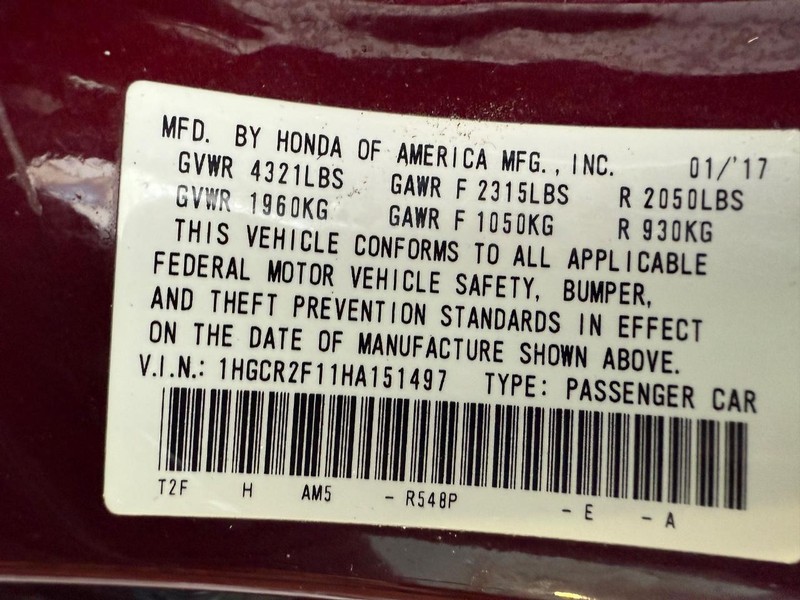 MFD. BY HONDA OF AMERICA MFG., INC. 01/'17
GVWR 4321LBS GAWR F 2315LBS R 2050LBS
GVWR 1960KG GAWR F 1050KG R 930KG
THIS VEHICLE CONFORMS TO ALL APPLICABLE
FEDERAL MOTOR VEHICLE SAFETY, BUMPER,
AND THEFT PREVENTION STANDARDS IN EFFECT
ON THE DATE OF MANUFACTURE SHOWN ABOVE.
V.I.N.: 1HGCR2F11HA151497 TYPE: PASSENGER CAR
T2F H AM5 - R548P - E - A